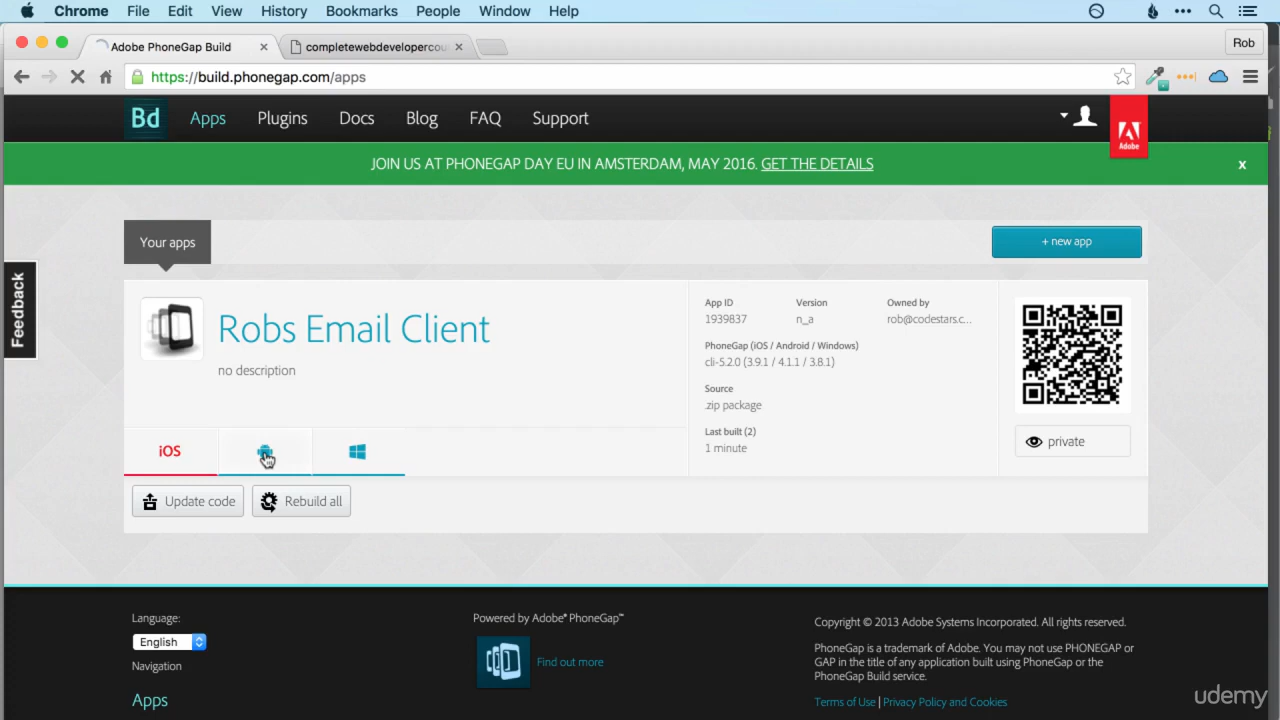 Chrome File Edit View History Bookmarks People Window Help
Adobe PhoneGap Build
completewebdevelopercou
Rob
https://build.phonegap.com/apps
Bd Apps Plugins Docs Blog FAQ Support
Adobe
JOIN US AT PHONEGAP DAY EU IN AMSTERDAM, MAY 2016. GET THE DETAILS x
Feedback
Your apps
+ new app
Robs Email Client
no description
App ID Version Owned by
1939837 n_a rob@codestars.c...
PhoneGap (iOS / Android / Windows)
cli-5.2.0 (3.9.1 / 4.1.1 / 3.8.1)
Source
.zip package
Last built (2)
1 minute
private
iOS
Update code Rebuild all
Language:
English
Navigation
Apps
Powered by Adobe® PhoneGap™
Find out more
Copyright © 2013 Adobe Systems Incorporated. All rights reserved.
PhoneGap is a trademark of Adobe. You may not use PHONEGAP or
GAP in the title of any application built using PhoneGap or the
PhoneGap Build service.
Terms of Use | Privacy Policy and Cookies
udemy